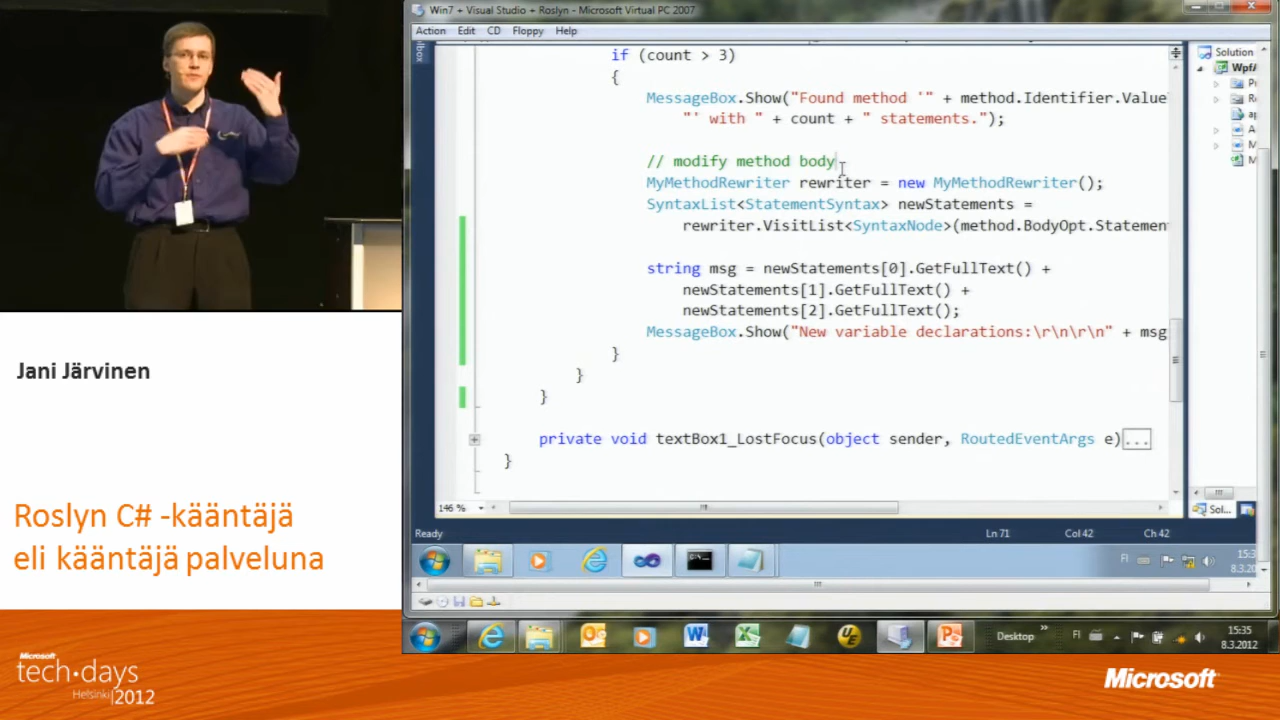 Win7 + Visual Studio + Roslyn - Microsoft Virtual PC 2007
Action Edit CD Floppy Help
if (count > 3)
{
MessageBox.Show("Found method '" + method.Identifier.Value
"' with " + count + " statements.");
// modify method body
MyMethodRewriter rewriter = new MyMethodRewriter();
SyntaxList<StatementSyntax> newStatements =
rewriter.VisitList<SyntaxNode>(method.BodyOpt.Statemen
string msg = newStatements[0].GetFullText() +
newStatements[1].GetFullText() +
newStatements[2].GetFullText();
MessageBox.Show("New variable declarations:\r\n\r\n" + msg
}
}
}
private void textBox1_LostFocus(object sender, RoutedEventArgs e)...
}
Solution
146 %
Sol...
Ready Ln 71 Col 42 Ch 42
FI
Desktop » FI 15:35
8.3.2012
Jani Järvinen
Roslyn C# -kääntäjä
eli kääntäjä palveluna
Microsoft
tech·days
Helsinki|2012
Microsoft